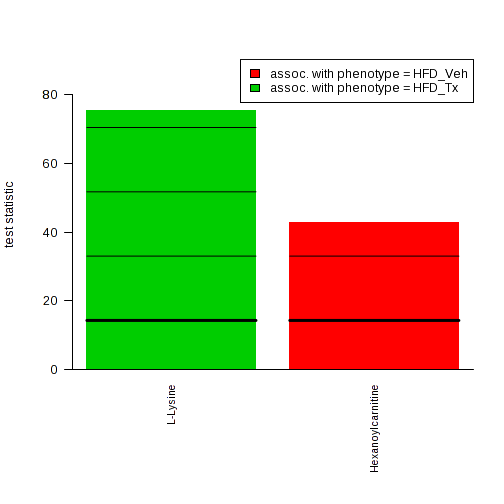 assoc. with phenotype = HFD_Veh
assoc. with phenotype = HFD_Tx
80
60
40
20
0
test statistic
L-Lysine
Hexanoylcarnitine